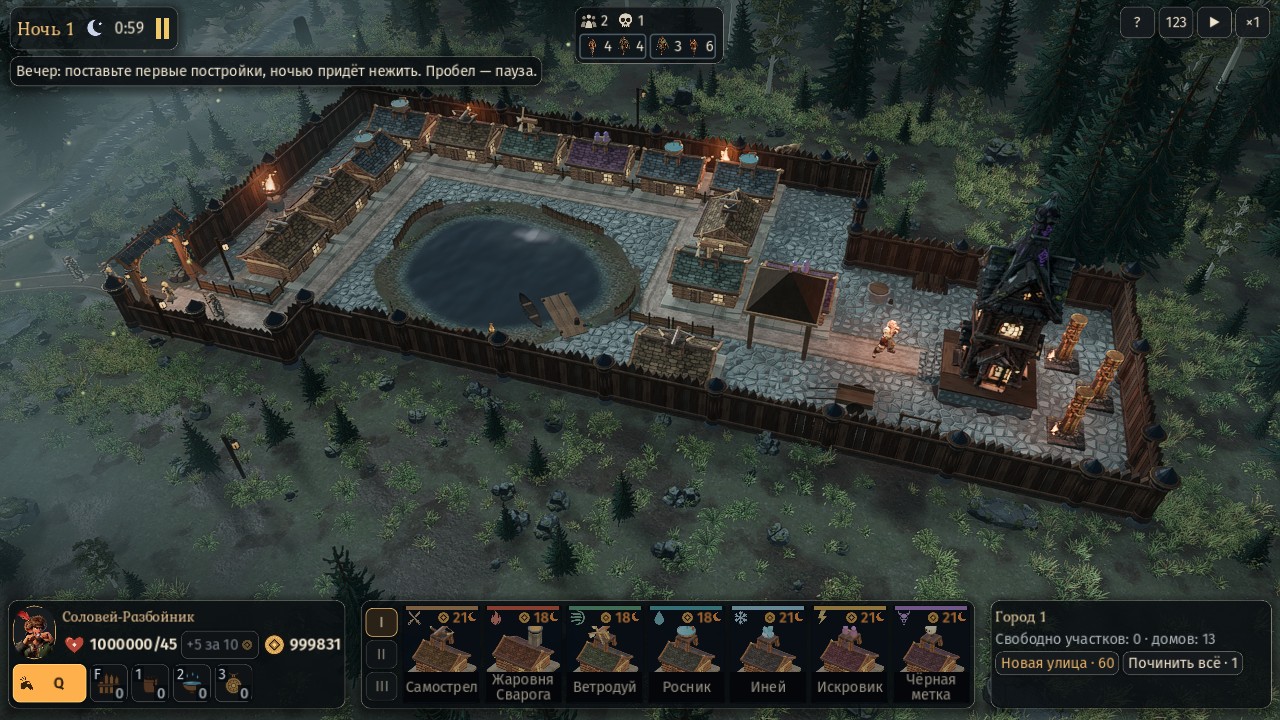 Ночь 1 0:59
2 1
4 4 3 6
? 123 ×1
Вечер: поставьте первые постройки, ночью придёт нежить. Пробел — пауза.
Соловей-Разбойник
1000000/45 +5 за 10 999831
Q F 0 1 0 2 0 3 0
I
II
III
21 18 18 18 21 21 21
Самострел
Жаровня
Сварога
Ветродуй
Росник
Иней
Искровик
Чёрная
метка
Город 1
Свободно участков: 0 · домов: 13
Новая улица · 60 Починить всё · 1